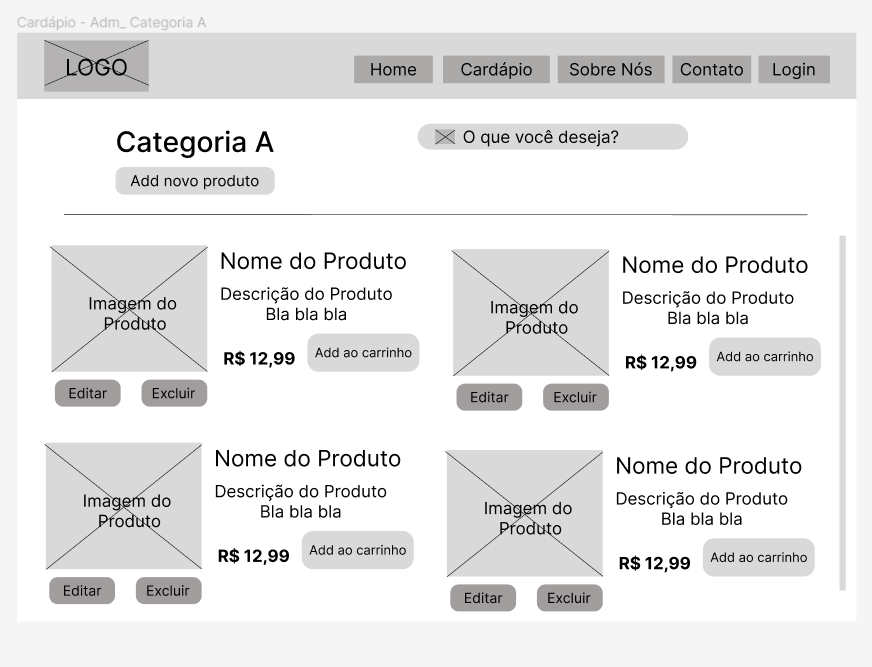 Cardápio - Adm_ Categoria A
LOGO
Home
Cardápio
Sobre Nós
Contato
Login
Categoria A
O que você deseja?
Add novo produto
Imagem do
Produto
Nome do Produto
Descrição do Produto
Bla bla bla
R$ 12,99
Add ao carrinho
Editar
Excluir
Imagem do
Produto
Nome do Produto
Descrição do Produto
Bla bla bla
R$ 12,99
Add ao carrinho
Editar
Excluir
Imagem do
Produto
Nome do Produto
Descrição do Produto
Bla bla bla
R$ 12,99
Add ao carrinho
Editar
Excluir
Imagem do
Produto
Nome do Produto
Descrição do Produto
Bla bla bla
R$ 12,99
Add ao carrinho
Editar
Excluir